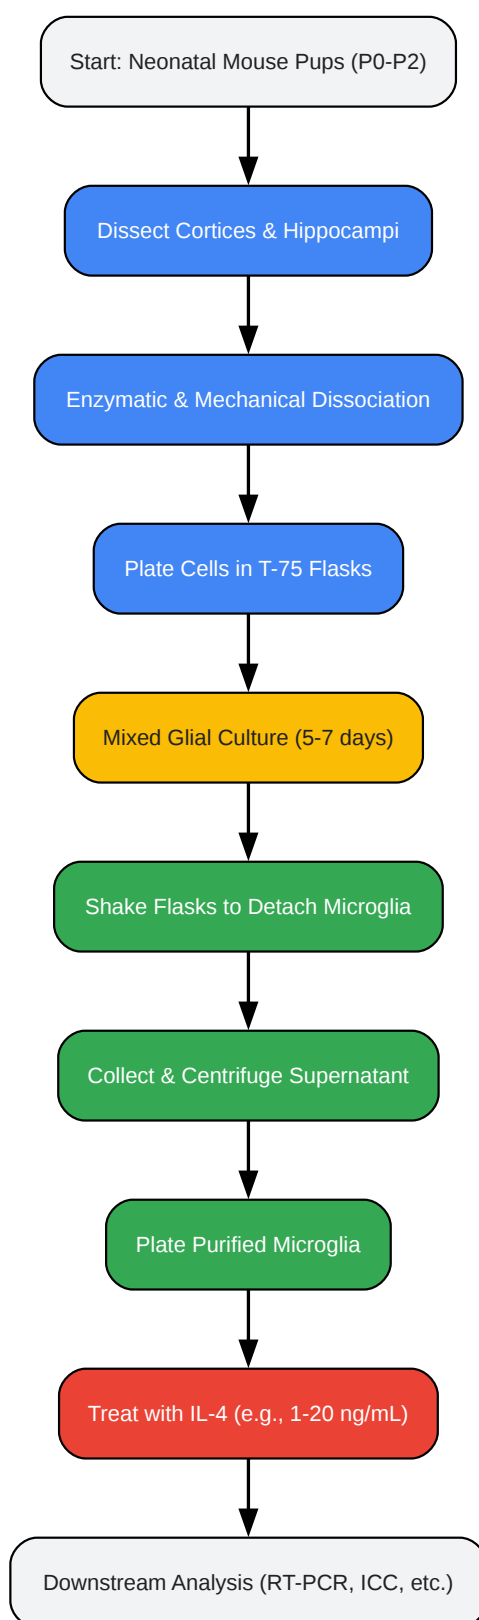 Start: Neonatal Mouse Pups (P0-P2)
Dissect Cortices & Hippocampi
Enzymatic & Mechanical Dissociation
Plate Cells in T-75 Flasks
Mixed Glial Culture (5-7 days)
Shake Flasks to Detach Microglia
Collect & Centrifuge Supernatant
Plate Purified Microglia
Treat with IL-4 (e.g., 1-20 ng/mL)
Downstream Analysis (RT-PCR, ICC, etc.)